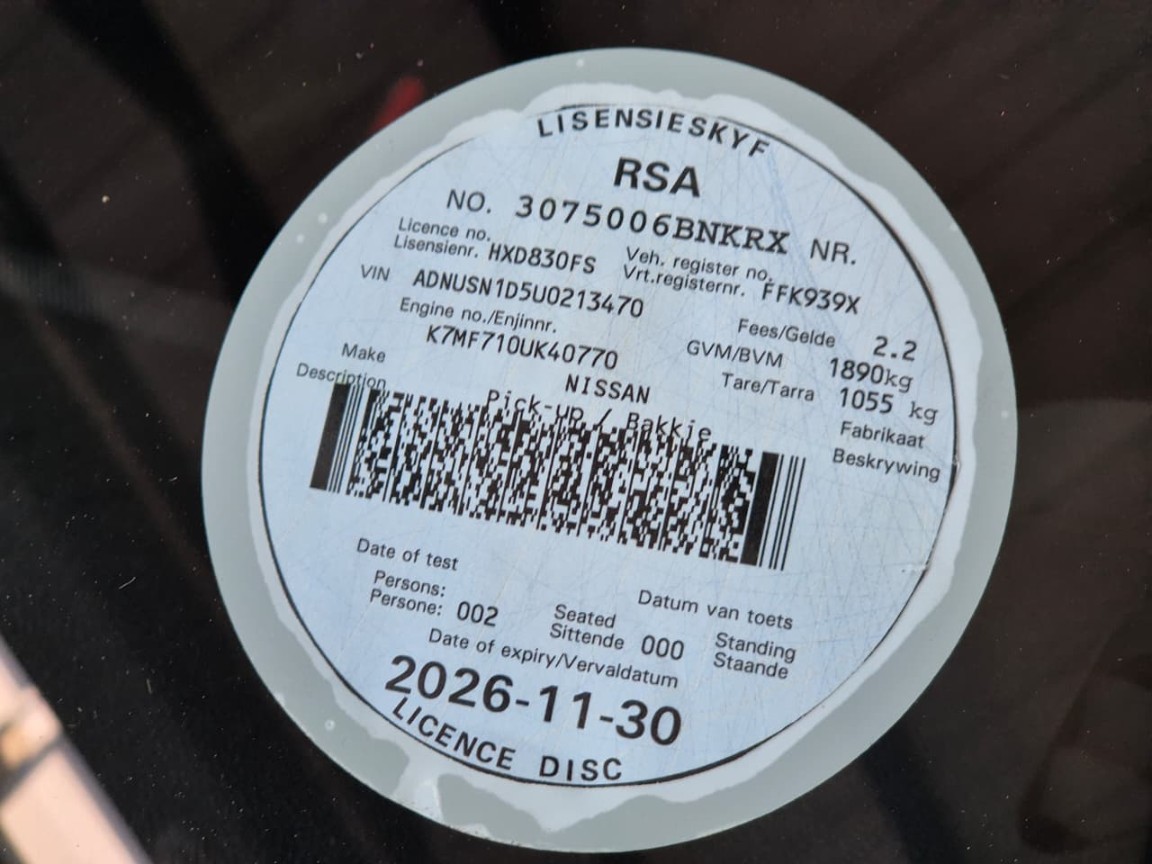 LISENSIESKYF
RSA
NO. 3075006BNKRX NR.
Licence no. Veh. register no.
Lisensienr. HXD830FS Vrt.registernr. FFK939X
VIN ADNUSN1D5U0213470
Engine no./Enjinnr. Fees/Gelde 2.2
K7MF710UK40770 GVM/BVM 1890kg
Make NISSAN Tare/Tarra 1055 kg
Description Pick-up / Bakkie Fabrikaat
Beskrywing
Date of test Datum van toets
Persons: Seated Standing
Persone: 002 Sittende 000 Staande
Date of expiry/Vervaldatum
2026-11-30
LICENCE DISC